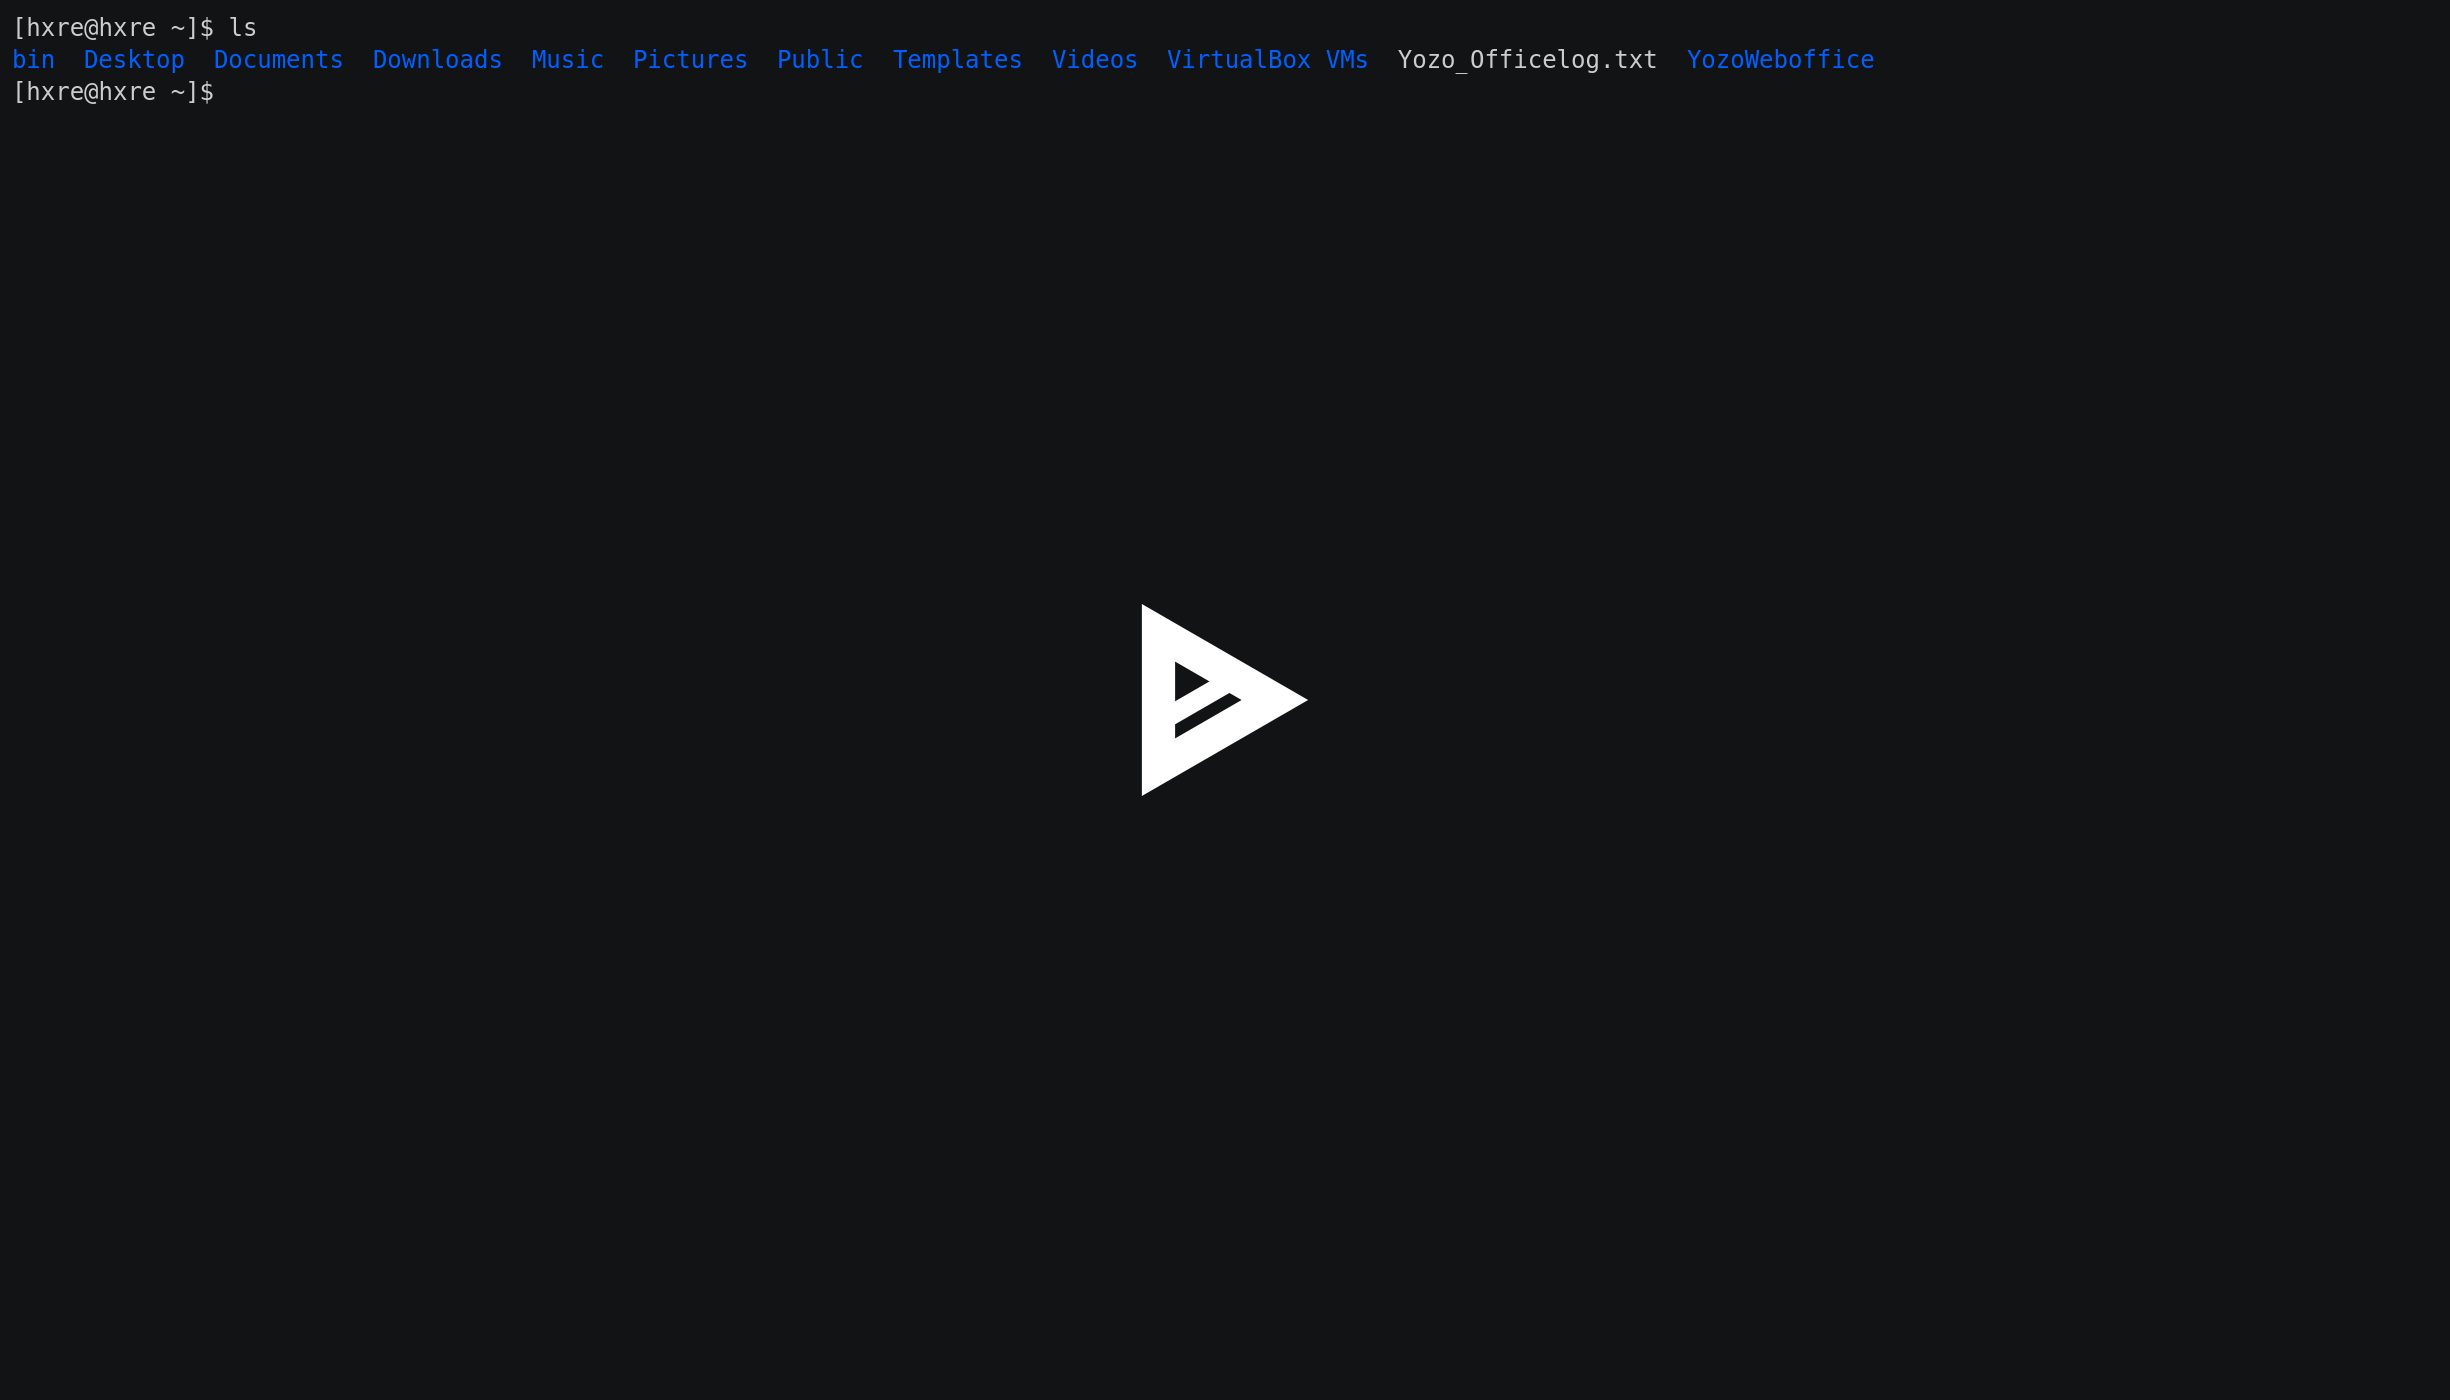 [hxre@hxre ~]$ ls
bin  Desktop  Documents  Downloads  Music  Pictures  Public  Templates  Videos  VirtualBox VMs  Yozo_Officelog.txt  YozoWeboffice
[hxre@hxre ~]$